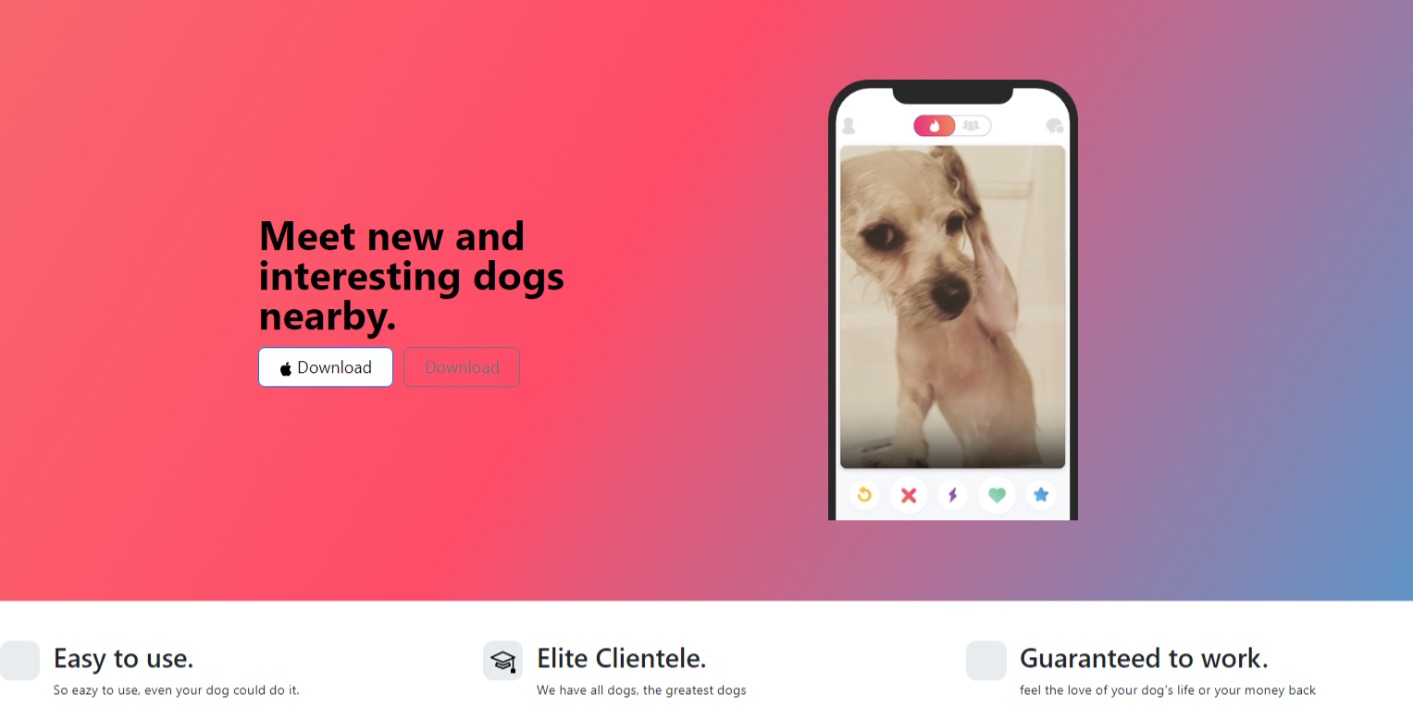 Meet new and
interesting dogs
nearby.
Download
Download
Easy to use.
So eazy to use, even your dog could do it.
Elite Clientele.
We have all dogs, the greatest dogs
Guaranteed to work.
feel the love of your dog's life or your money back